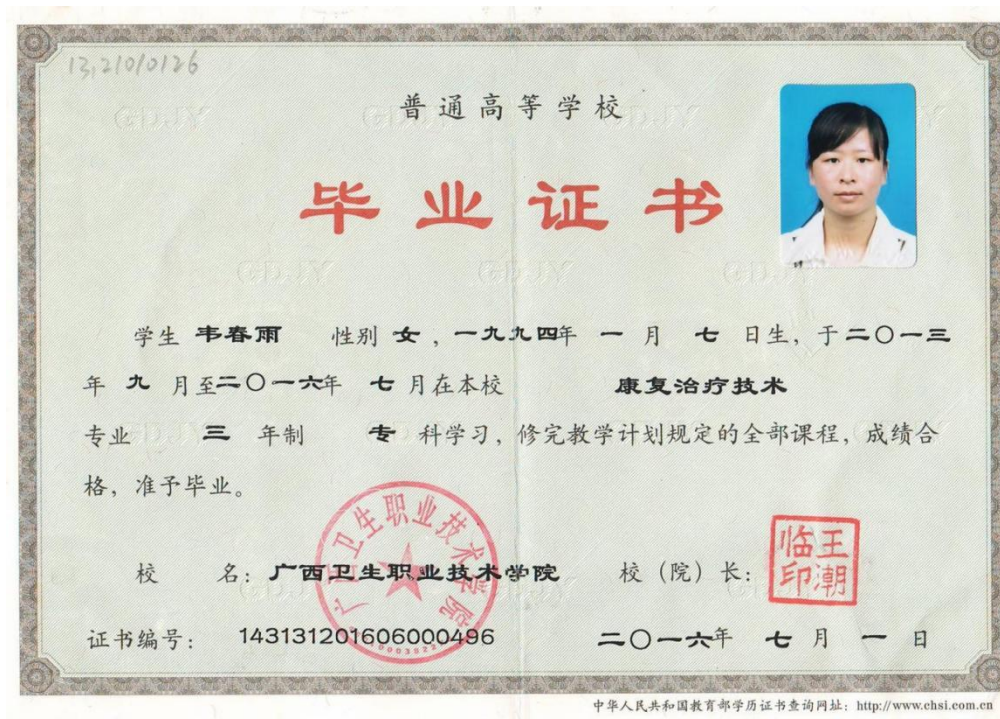 13,21010126
普通高等学校
毕业证书
学生 韦春雨 性别 女,一九九四年 一 月 七 日生,于二〇一三
年 九 月至二〇一六年 七 月在本校 康复治疗技术
专业 三 年制 专 科学习,修完教学计划规定的全部课程,成绩合
格,准予毕业。
广西卫生职业技术学院
校 名:广西卫生职业技术学院 校(院)长:
王潮
临印
证书编号: 143131201606000496 二〇一六年 七 月 一 日
中华人民共和国教育部学历证书查询网址:http://www.chsi.com.cn